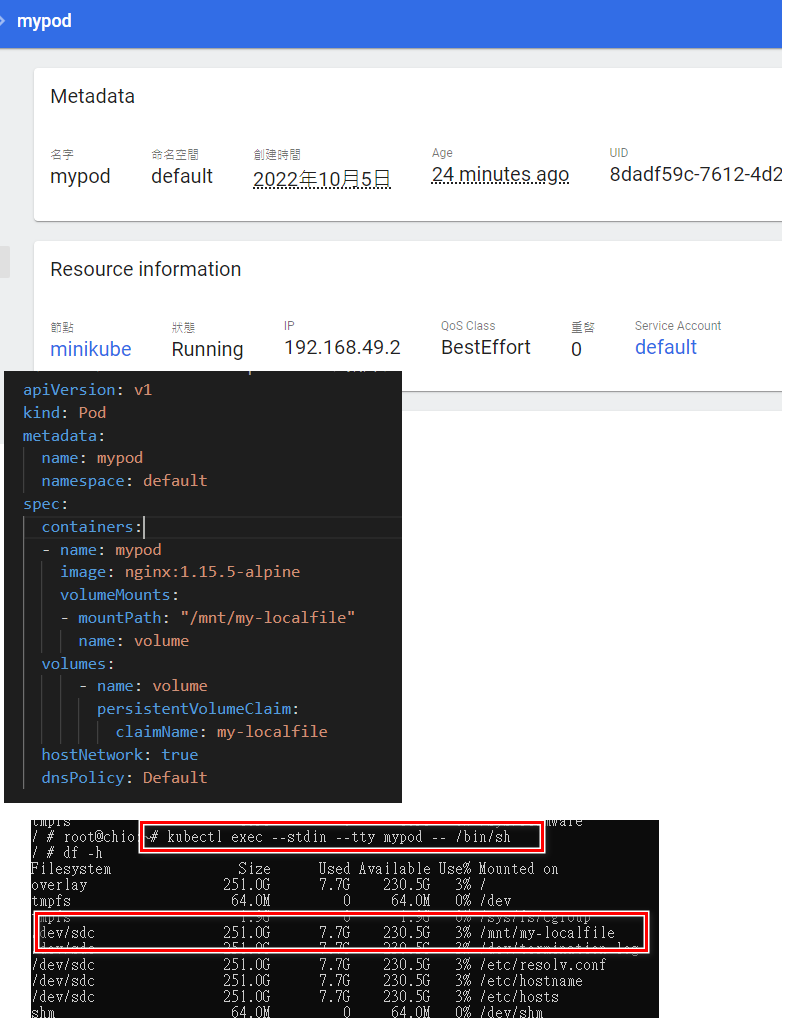 mypod
Metadata
名字 命名空間 創建時間 Age UID
mypod default 2022年10月5日 24 minutes ago 8dadf59c-7612-4d2
Resource information
節點 狀態 IP QoS Class 重啓 Service Account
minikube Running 192.168.49.2 BestEffort 0 default
apiVersion: v1
kind: Pod
metadata:
  name: mypod
  namespace: default
spec:
  containers:
  - name: mypod
    image: nginx:1.15.5-alpine
    volumeMounts:
    - mountPath: "/mnt/my-localfile"
      name: volume
  volumes:
      - name: volume
        persistentVolumeClaim:
          claimName: my-localfile
  hostNetwork: true
  dnsPolicy: Default
/ # root@chio:~# kubectl exec --stdin --tty mypod -- /bin/sh
/ # df -h
Filesystem Size Used Available Use% Mounted on
overlay 251.0G 7.7G 230.5G 3% /
tmpfs 64.0M 0 64.0M 0% /dev
tmpfs 1.9G 0 1.9G 0% /sys/fs/cgroup
/dev/sdc 251.0G 7.7G 230.5G 3% /mnt/my-localfile
/dev/sdc 251.0G 7.7G 230.5G 3% /dev/termination-log
/dev/sdc 251.0G 7.7G 230.5G 3% /etc/resolv.conf
/dev/sdc 251.0G 7.7G 230.5G 3% /etc/hostname
/dev/sdc 251.0G 7.7G 230.5G 3% /etc/hosts
shm 64.0M 0 64.0M 0% /dev/shm